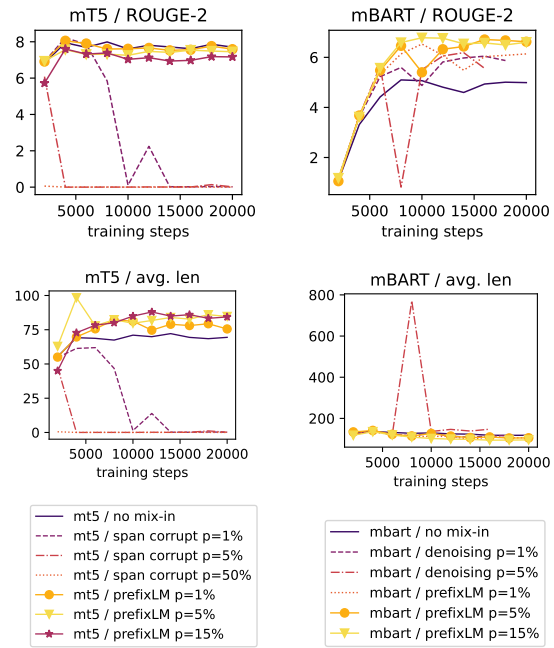 mT5 / ROUGE-2
8
6
4
2
0
5000 10000 15000 20000
training steps
mBART / ROUGE-2
6
4
2
5000 10000 15000 20000
training steps
mT5 / avg. len
100
75
50
25
0
5000 10000 15000 20000
training steps
mBART / avg. len
800
600
400
200
5000 10000 15000 20000
training steps
mt5 / no mix-in
mt5 / span corrupt p=1%
mt5 / span corrupt p=5%
mt5 / span corrupt p=50%
mt5 / prefixLM p=1%
mt5 / prefixLM p=5%
mt5 / prefixLM p=15%
mbart / no mix-in
mbart / denoising p=1%
mbart / denoising p=5%
mbart / prefixLM p=1%
mbart / prefixLM p=5%
mbart / prefixLM p=15%